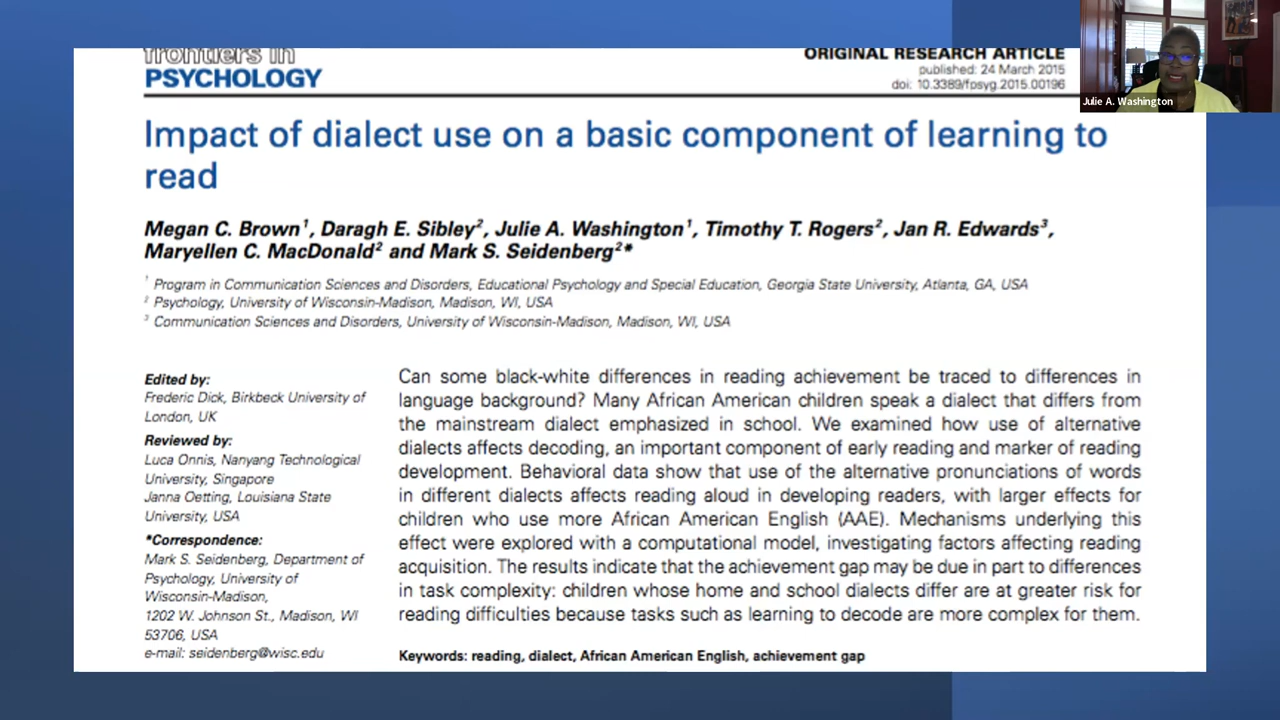 frontiers in
PSYCHOLOGY
ORIGINAL RESEARCH ARTICLE
published: 24 March 2015
doi: 10.3389/fpsyg.2015.00196
Julie A. Washington
Impact of dialect use on a basic component of learning to
read
Megan C. Brown1, Daragh E. Sibley2, Julie A. Washington1, Timothy T. Rogers2, Jan R. Edwards3,
Maryellen C. MacDonald2 and Mark S. Seidenberg2*
1 Program in Communication Sciences and Disorders, Educational Psychology and Special Education, Georgia State University, Atlanta, GA, USA
2 Psychology, University of Wisconsin-Madison, Madison, WI, USA
3 Communication Sciences and Disorders, University of Wisconsin-Madison, Madison, WI, USA
Edited by:
Frederic Dick, Birkbeck University of
London, UK
Reviewed by:
Luca Onnis, Nanyang Technological
University, Singapore
Janna Oetting, Louisiana State
University, USA
*Correspondence:
Mark S. Seidenberg, Department of
Psychology, University of
Wisconsin-Madison,
1202 W. Johnson St., Madison, WI
53706, USA
e-mail: seidenberg@wisc.edu
Can some black-white differences in reading achievement be traced to differences in
language background? Many African American children speak a dialect that differs from
the mainstream dialect emphasized in school. We examined how use of alternative
dialects affects decoding, an important component of early reading and marker of reading
development. Behavioral data show that use of the alternative pronunciations of words
in different dialects affects reading aloud in developing readers, with larger effects for
children who use more African American English (AAE). Mechanisms underlying this
effect were explored with a computational model, investigating factors affecting reading
acquisition. The results indicate that the achievement gap may be due in part to differences
in task complexity: children whose home and school dialects differ are at greater risk for
reading difficulties because tasks such as learning to decode are more complex for them.
Keywords: reading, dialect, African American English, achievement gap